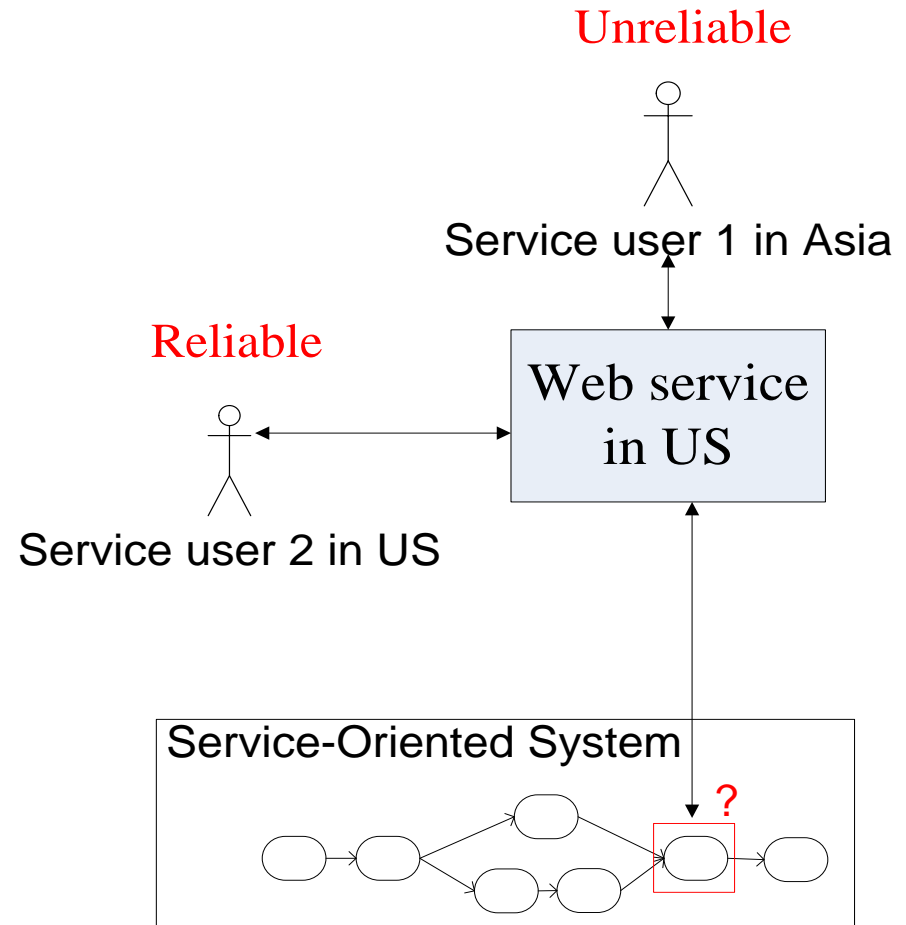 Unreliable
Service user 1 in Asia
Reliable
Web service
in US
Service user 2 in US
Service-Oriented System
?